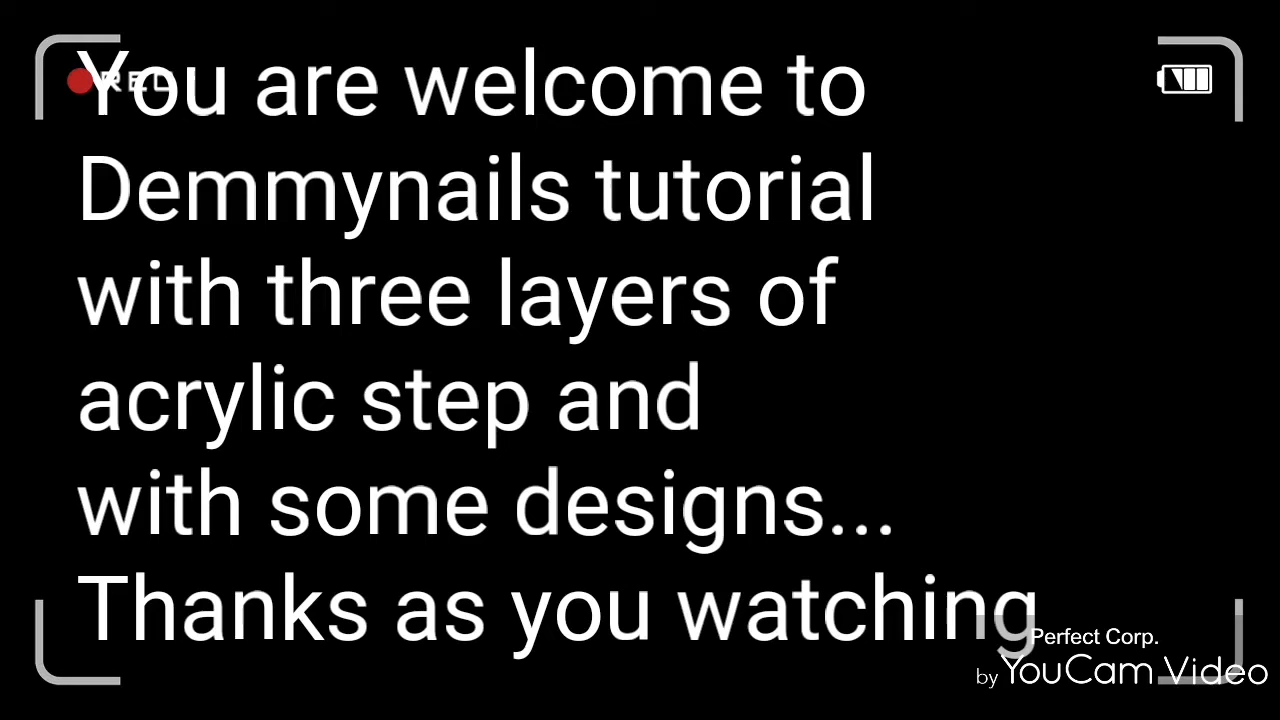 You are welcome to
Demmynails tutorial
with three layers of
acrylic step and
with some designs...
Thanks as you watching
Perfect Corp.
by YouCam Video